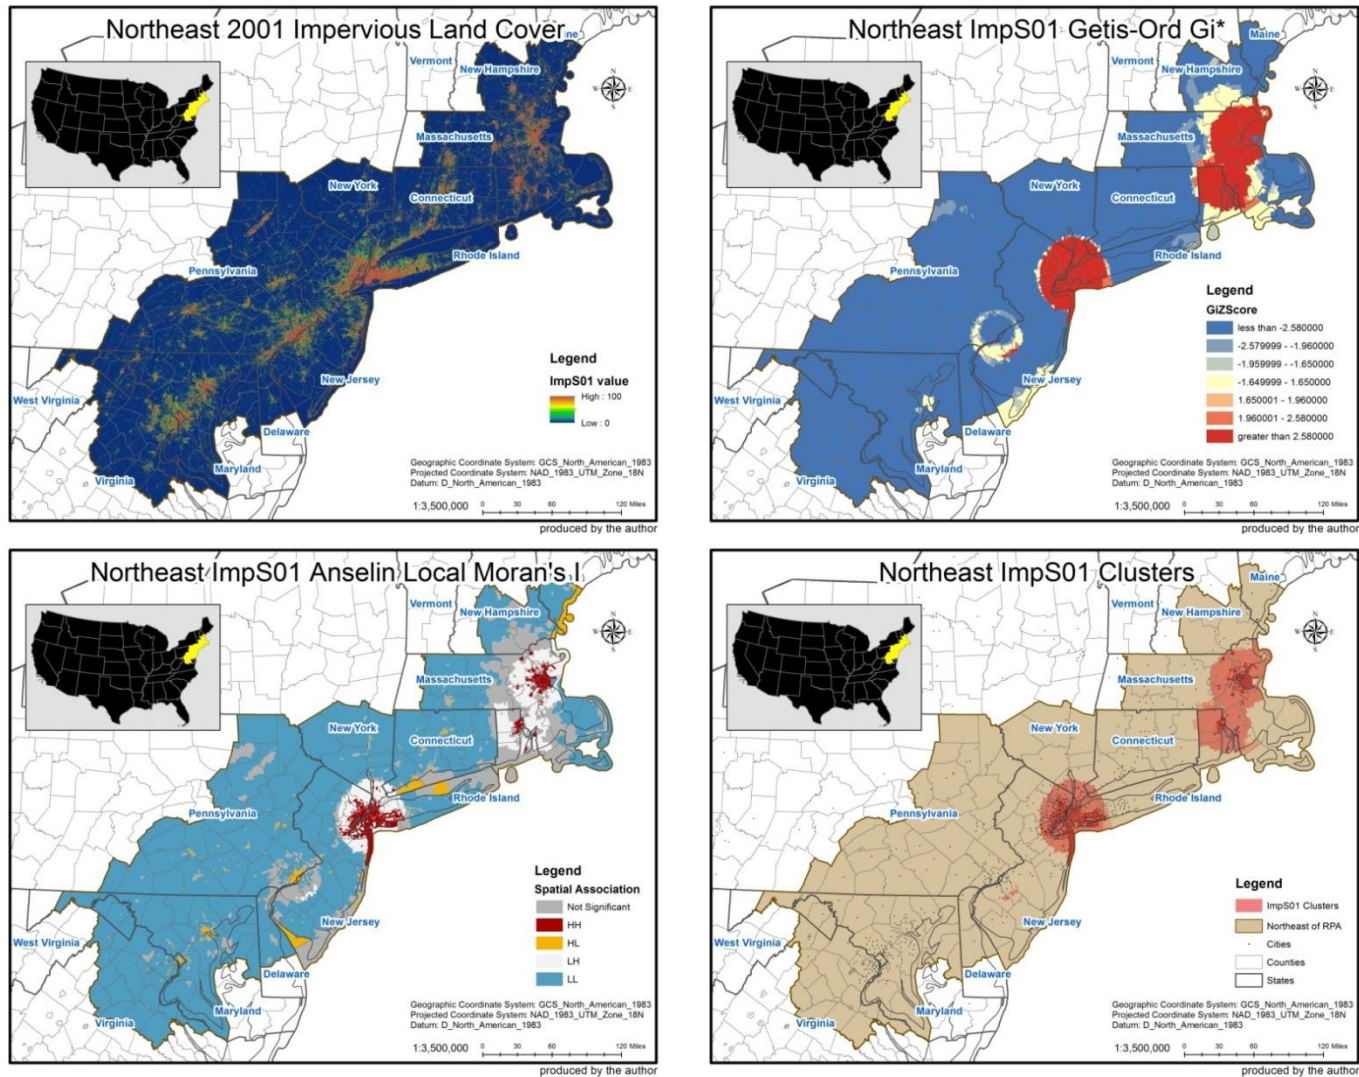 Northeast 2001 Impervious Land Cover
ne
Vermont
New Hampshire
N
W
E
S
Massachusetts
New York
Connecticut
Rhode Island
Pennsylvania
New Jersey
West Virginia
Delaware
Maryland
Virginia
Legend
ImpS01 value
High : 100
Low : 0
Geographic Coordinate System: GCS_North_American_1983
Projected Coordinate System: NAD_1983_UTM_Zone_18N
Datum: D_North_American_1983
1:3,500,000
0 30 60 120 Miles
produced by the author
Northeast ImpS01 Getis-Ord Gi*
Maine
Vermont
New Hampshire
N
W
E
S
Massachusetts
New York
Connecticut
Rhode Island
Pennsylvania
New Jersey
West Virginia
Delaware
Maryland
Virginia
Legend
GiZScore
less than -2.580000
-2.579999 - -1.960000
-1.959999 - -1.650000
-1.649999 - 1.650000
1.650001 - 1.960000
1.960001 - 2.580000
greater than 2.580000
Geographic Coordinate System: GCS_North_American_1983
Projected Coordinate System: NAD_1983_UTM_Zone_18N
Datum: D_North_American_1983
1:3,500,000
0 30 60 120 Miles
produced by the author
Northeast ImpS01 Anselin Local Moran's I
Vermont
New Hampshire
N
W
E
S
Massachusetts
New York
Connecticut
Rhode Island
Pennsylvania
New Jersey
West Virginia
Delaware
Maryland
Virginia
Legend
Spatial Association
Not Significant
HH
HL
LH
LL
Geographic Coordinate System: GCS_North_American_1983
Projected Coordinate System: NAD_1983_UTM_Zone_18N
Datum: D_North_American_1983
1:3,500,000
0 30 60 120 Miles
produced by the author
Northeast ImpS01 Clusters
Maine
Vermont
New Hampshire
N
W
E
S
Massachusetts
New York
Connecticut
Rhode Island
Pennsylvania
New Jersey
West Virginia
Delaware
Maryland
Virginia
Legend
ImpS01 Clusters
Northeast of RPA
Cities
Counties
States
Geographic Coordinate System: GCS_North_American_1983
Projected Coordinate System: NAD_1983_UTM_Zone_18N
Datum: D_North_American_1983
1:3,500,000
0 30 60 120 Miles
produced by the author